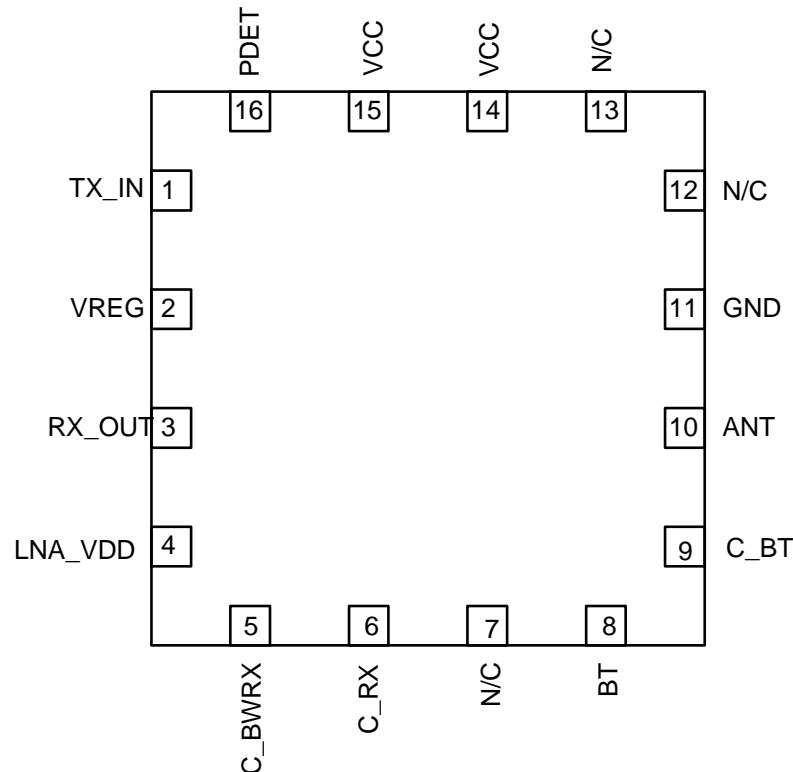 PDET
VCC
VCC
N/C
16
15
14
13
TX_IN 1
12 N/C
VREG 2
11 GND
RX_OUT 3
10 ANT
LNA_VDD 4
9 C_BT
5
6
7
8
C_BWRX
C_RX
N/C
BT